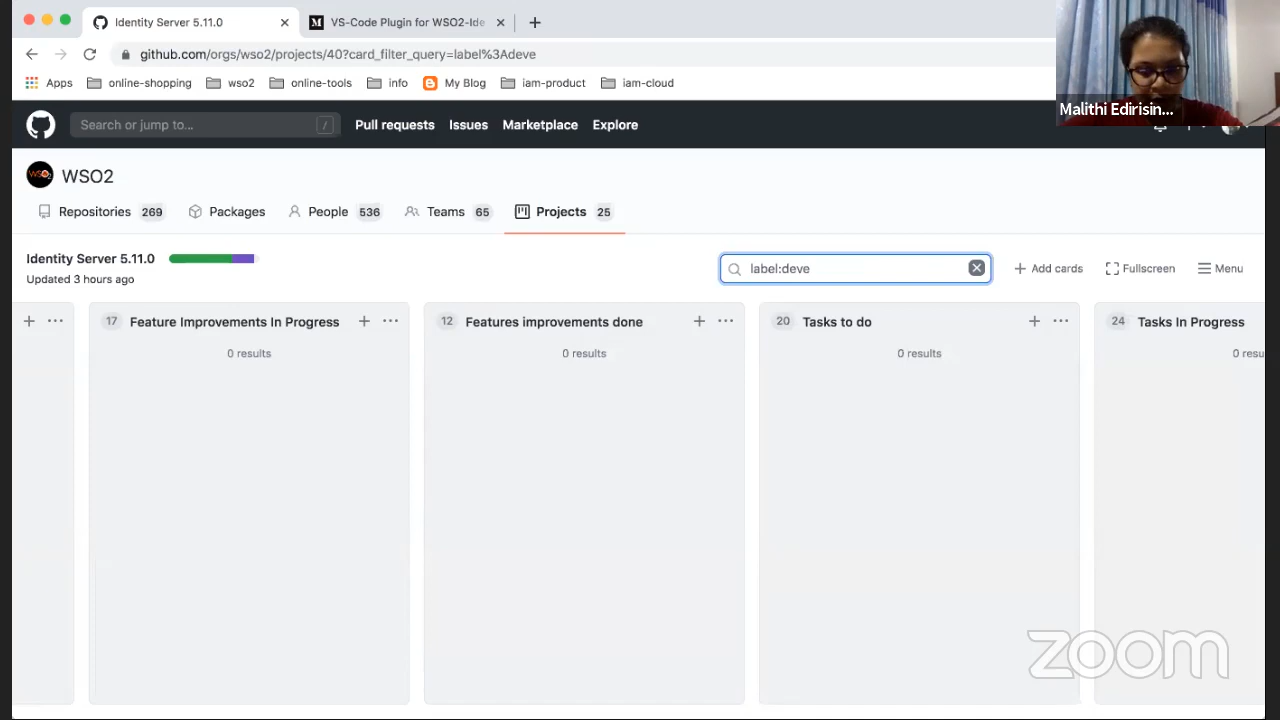 Identity Server 5.11.0
VS-Code Plugin for WSO2-Ide
github.com/orgs/wso2/projects/40?card_filter_query=label%3Adeve
Apps online-shopping wso2 online-tools info My Blog iam-product iam-cloud
Malithi Edirisin...
Search or jump to... / Pull requests Issues Marketplace Explore
WSO2 WSO2
Repositories 269 Packages People 536 Teams 65 Projects 25
Identity Server 5.11.0
Updated 3 hours ago
label:deve
Add cards Fullscreen Menu
17 Feature Improvements In Progress
0 results
12 Features improvements done
0 results
20 Tasks to do
0 results
24 Tasks In Progress
0 resu
zoom